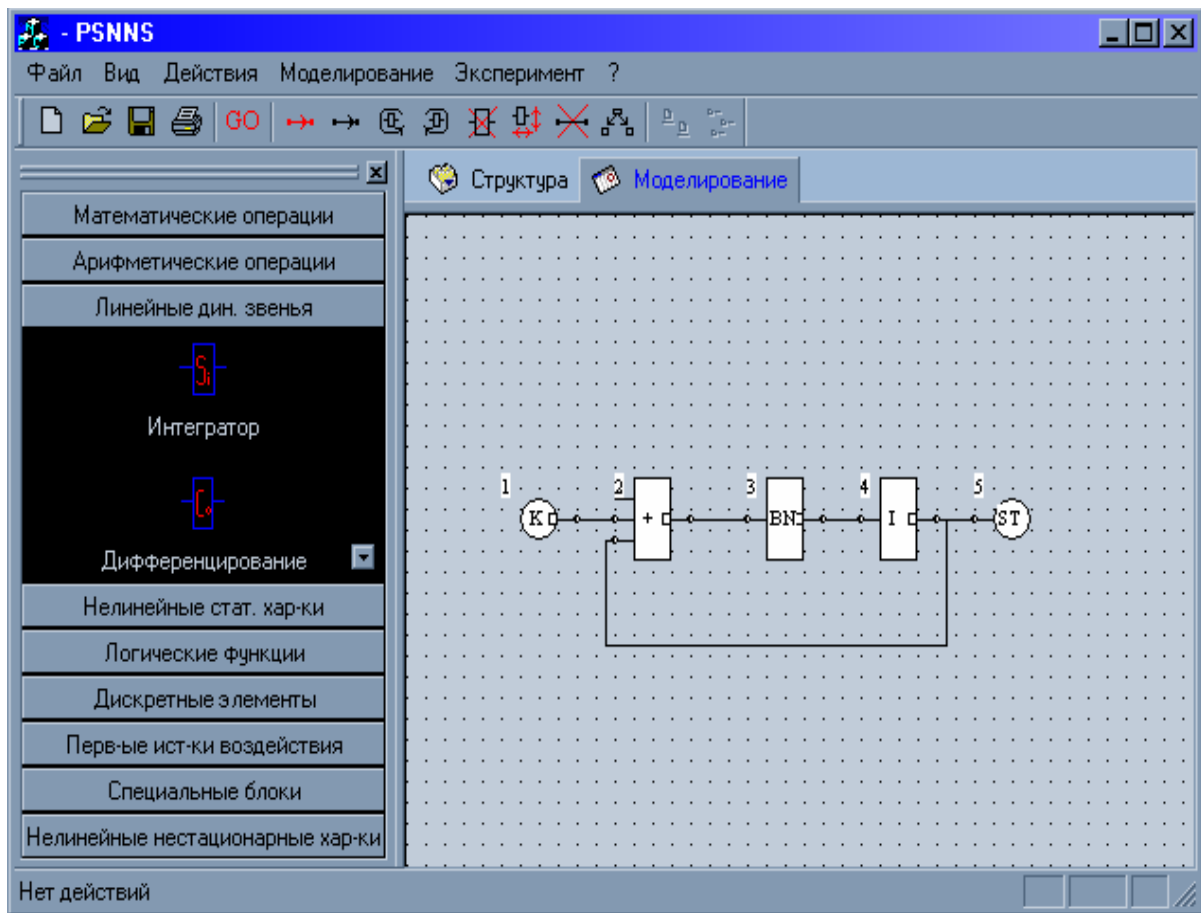 - PSNNS
Файл Вид Действия Моделирование Эксперимент ?
GO
Структура Моделирование
Математические операции
Арифметические операции
Линейные дин. звенья
Интегратор
Дифференцирование
Нелинейные стат. хар-ки
Логические функции
Дискретные элементы
Перв-ые ист-ки воздействия
Специальные блоки
Нелинейные нестационарные хар-ки
1 2 3 4 5
K + BN I ST
Нет действий